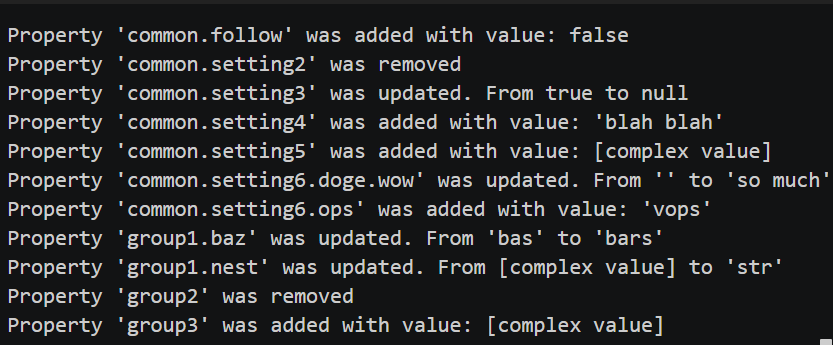 Property 'common.follow' was added with value: false
Property 'common.setting2' was removed
Property 'common.setting3' was updated. From true to null
Property 'common.setting4' was added with value: 'blah blah'
Property 'common.setting5' was added with value: [complex value]
Property 'common.setting6.doge.wow' was updated. From '' to 'so much'
Property 'common.setting6.ops' was added with value: 'vops'
Property 'group1.baz' was updated. From 'bas' to 'bars'
Property 'group1.nest' was updated. From [complex value] to 'str'
Property 'group2' was removed
Property 'group3' was added with value: [complex value]